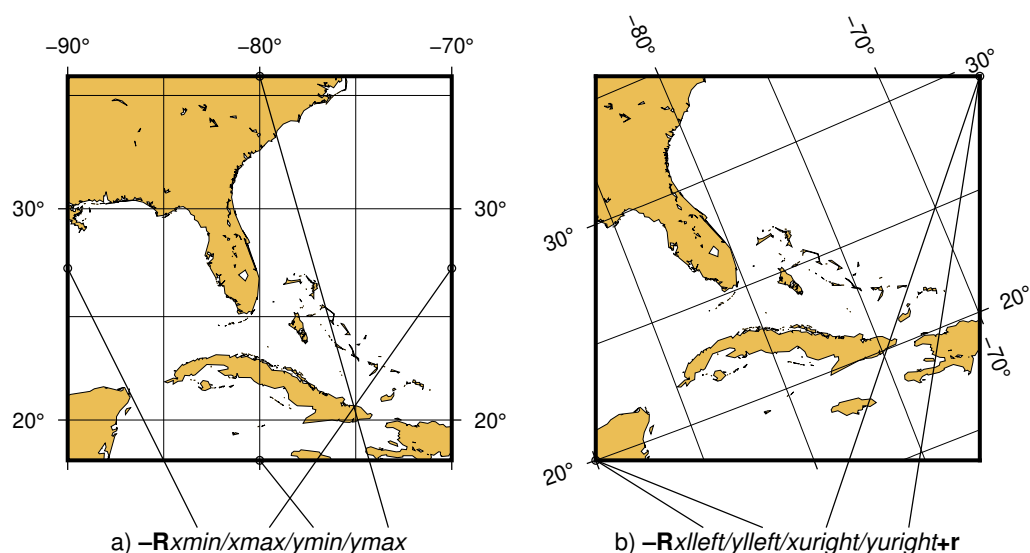 −90° −80° −70°
30° 30°
20° 20°
a) −Rxmin/xmax/ymin/ymax
−80° −70° 30°
30°
20°
−70°
20°
b) −Rxlleft/ylleft/xuright/yuright+r